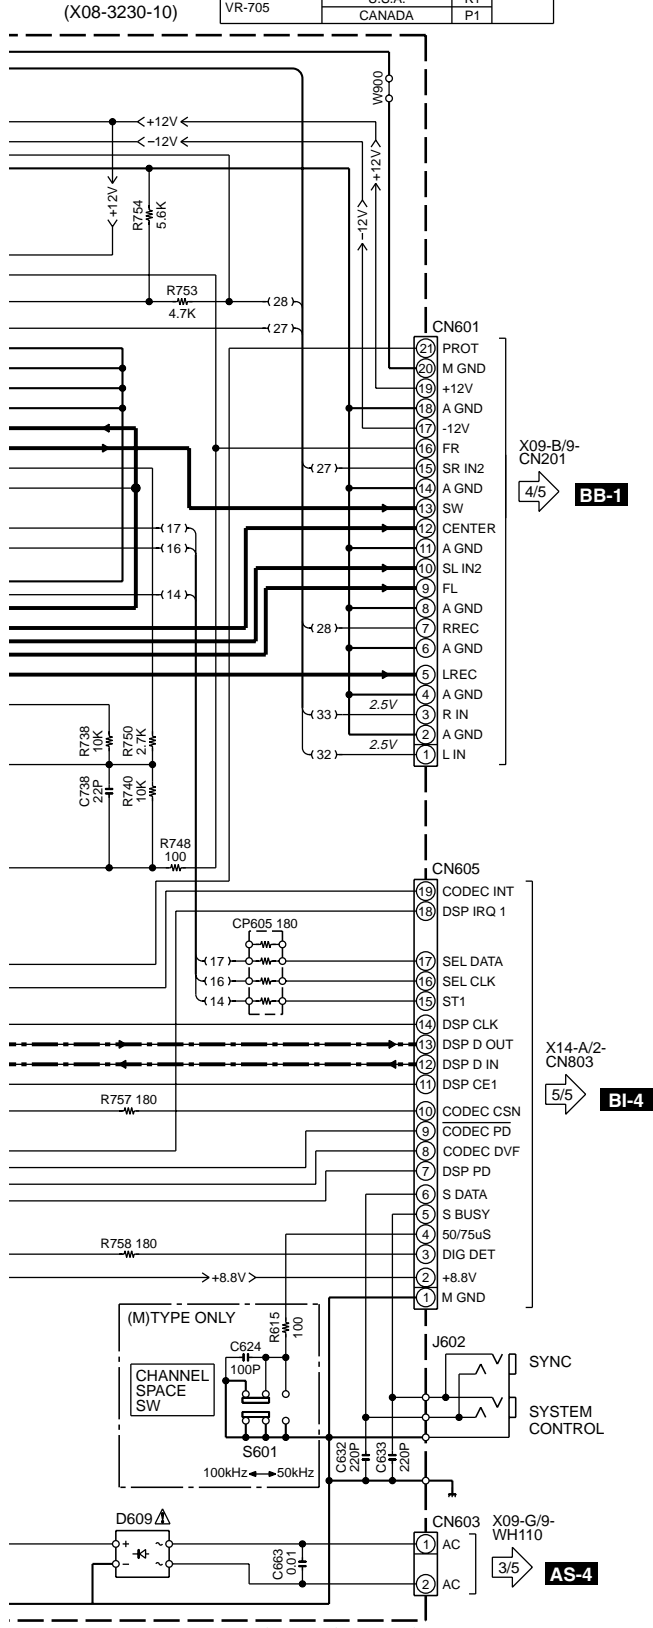 (X08-3230-10)
VR-705
U.S.A. K1
CANADA P1
W900
+12V
−12V
+12V
+12V
−12V
R754
5.6K
R753
4.7K
28
27
CN601
21 PROT
20 M GND
19 +12V
18 A GND
17 -12V
16 FR
27 15 SR IN2
14 A GND
13 SW
12 CENTER
11 A GND
10 SL IN2
9 FL
8 A GND
28 7 RREC
6 A GND
5 LREC
4 A GND
33 2.5V 3 R IN
2 A GND
32 2.5V 1 L IN
X09-B/9-
CN201
4/5
BB-1
17
16
14
R738
10K
R750
2.7K
C738
22P
R740
10K
R748
100
CN605
19 CODEC INT
18 DSP IRQ 1
CP605 180
17 17 SEL DATA
16 16 SEL CLK
14 15 ST1
14 DSP CLK
13 DSP D OUT
12 DSP D IN
11 DSP CE1
R757 180
10 CODEC CSN
9 CODEC PD
8 CODEC DVF
7 DSP PD
6 S DATA
5 S BUSY
4 50/75uS
R758 180
3 DIG DET
+8.8V
2 +8.8V
1 M GND
X14-A/2-
CN803
5/5
BI-4
(M)TYPE ONLY
R615
100
C624
100P
CHANNEL
SPACE
SW
S601
100kHz 50kHz
J602
SYNC
SYSTEM
CONTROL
C632
220P
C633
220P
D609
+ ~
− ~
C663
0.01
CN603
1 AC
2 AC
X09-G/9-
WH110
3/5
AS-4